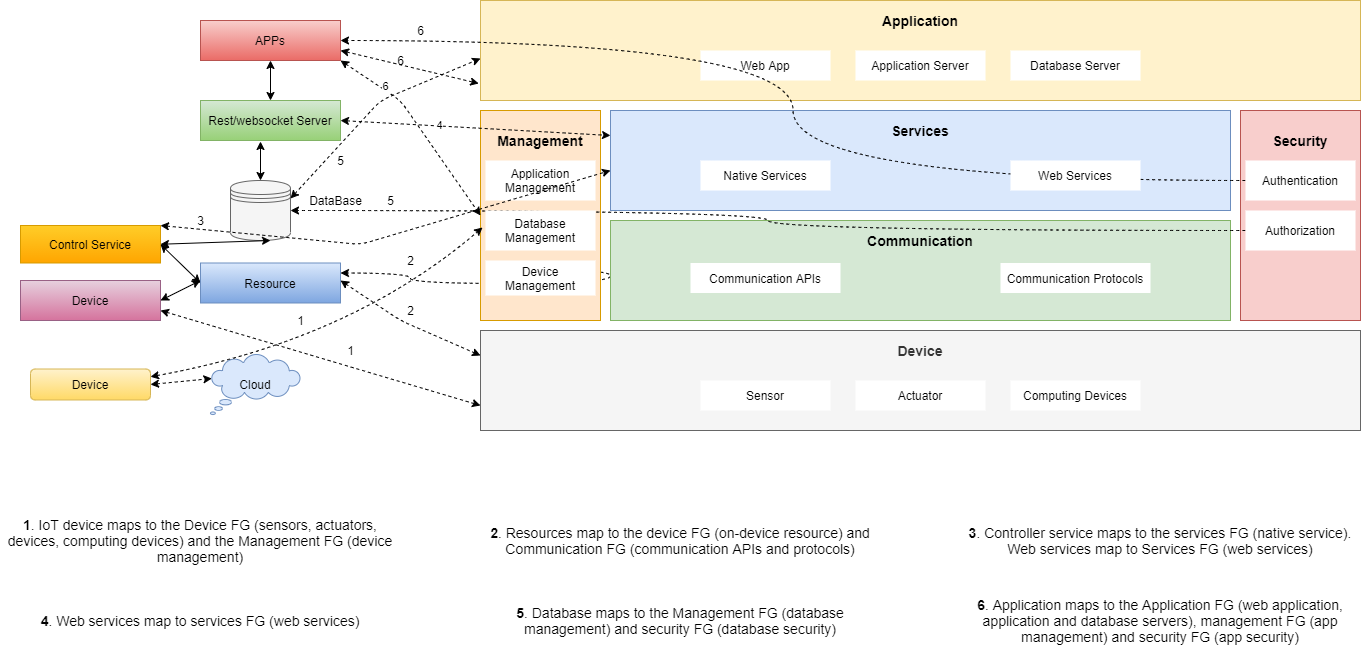 APPs
6
6
6
Rest/websocket Server
4
5
DataBase
5
Control Service
3
Resource
2
Device
2
1
1
Device
Cloud
Application
Web App
Application Server
Database Server
Management
Application
Management
Database
Management
Device
Management
Services
Native Services
Web Services
Security
Authentication
Authorization
Communication
Communication APIs
Communication Protocols
Device
Sensor
Actuator
Computing Devices
1. IoT device maps to the Device FG (sensors, actuators,
devices, computing devices) and the Management FG (device
management)
2. Resources map to the device FG (on-device resource) and
Communication FG (communication APIs and protocols)
3. Controller service maps to the services FG (native service).
Web services map to Services FG (web services)
4. Web services map to services FG (web services)
5. Database maps to the Management FG (database
management) and security FG (database security)
6. Application maps to the Application FG (web application,
application and database servers), management FG (app
management) and security FG (app security)